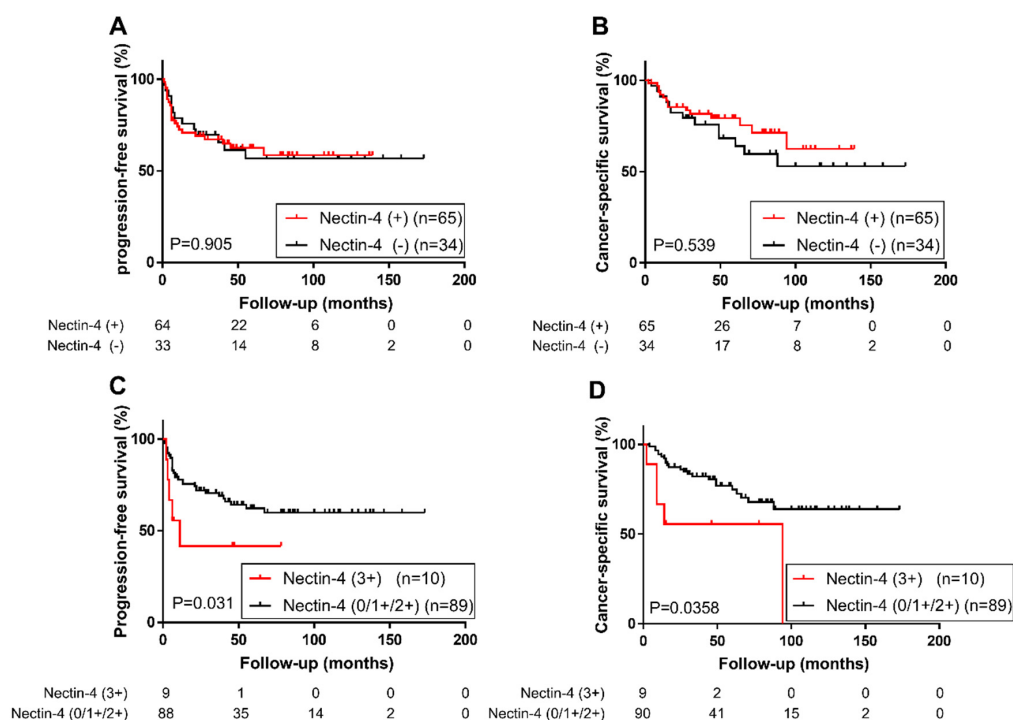 A
progression-free survival (%)
100
50
0
0 50 100 150 200
Follow-up (months)
P=0.905
Nectin-4 (+) (n=65)
Nectin-4 (-) (n=34)
Nectin-4 (+) 64 22 6 0 0
Nectin-4 (-) 33 14 8 2 0
B
Cancer-specific survival (%)
100
50
0
0 50 100 150 200
Follow-up (months)
P=0.539
Nectin-4 (+) (n=65)
Nectin-4 (-) (n=34)
Nectin-4 (+) 65 26 7 0 0
Nectin-4 (-) 34 17 8 2 0
C
Progression-free survival (%)
100
50
0
0 50 100 150 200
Follow-up (months)
P=0.031
Nectin-4 (3+) (n=10)
Nectin-4 (0/1+/2+) (n=89)
Nectin-4 (3+) 9 1 0 0 0
Nectin-4 (0/1+/2+) 88 35 14 2 0
D
Cancer-specific survival (%)
100
50
0
0 50 100 150 200
Follow-up (months)
P=0.0358
Nectin-4 (3+) (n=10)
Nectin-4 (0/1+/2+) (n=89)
Nectin-4 (3+) 9 2 0 0 0
Nectin-4 (0/1+/2+) 90 41 15 2 0